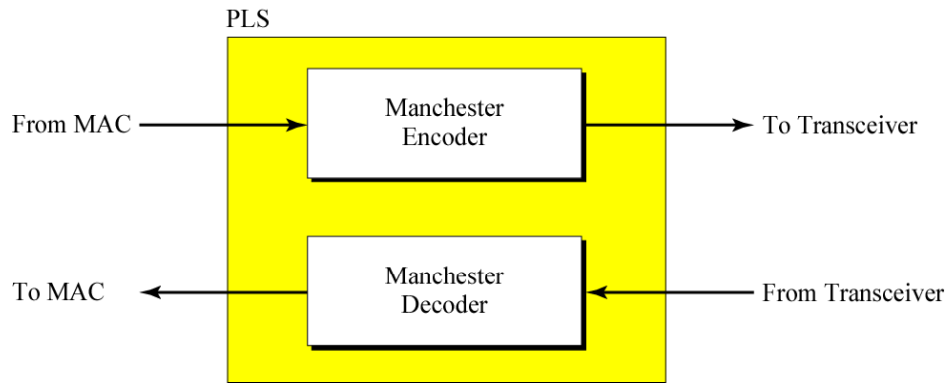 PLS
From MAC
Manchester
Encoder
To Transceiver
To MAC
Manchester
Decoder
From Transceiver